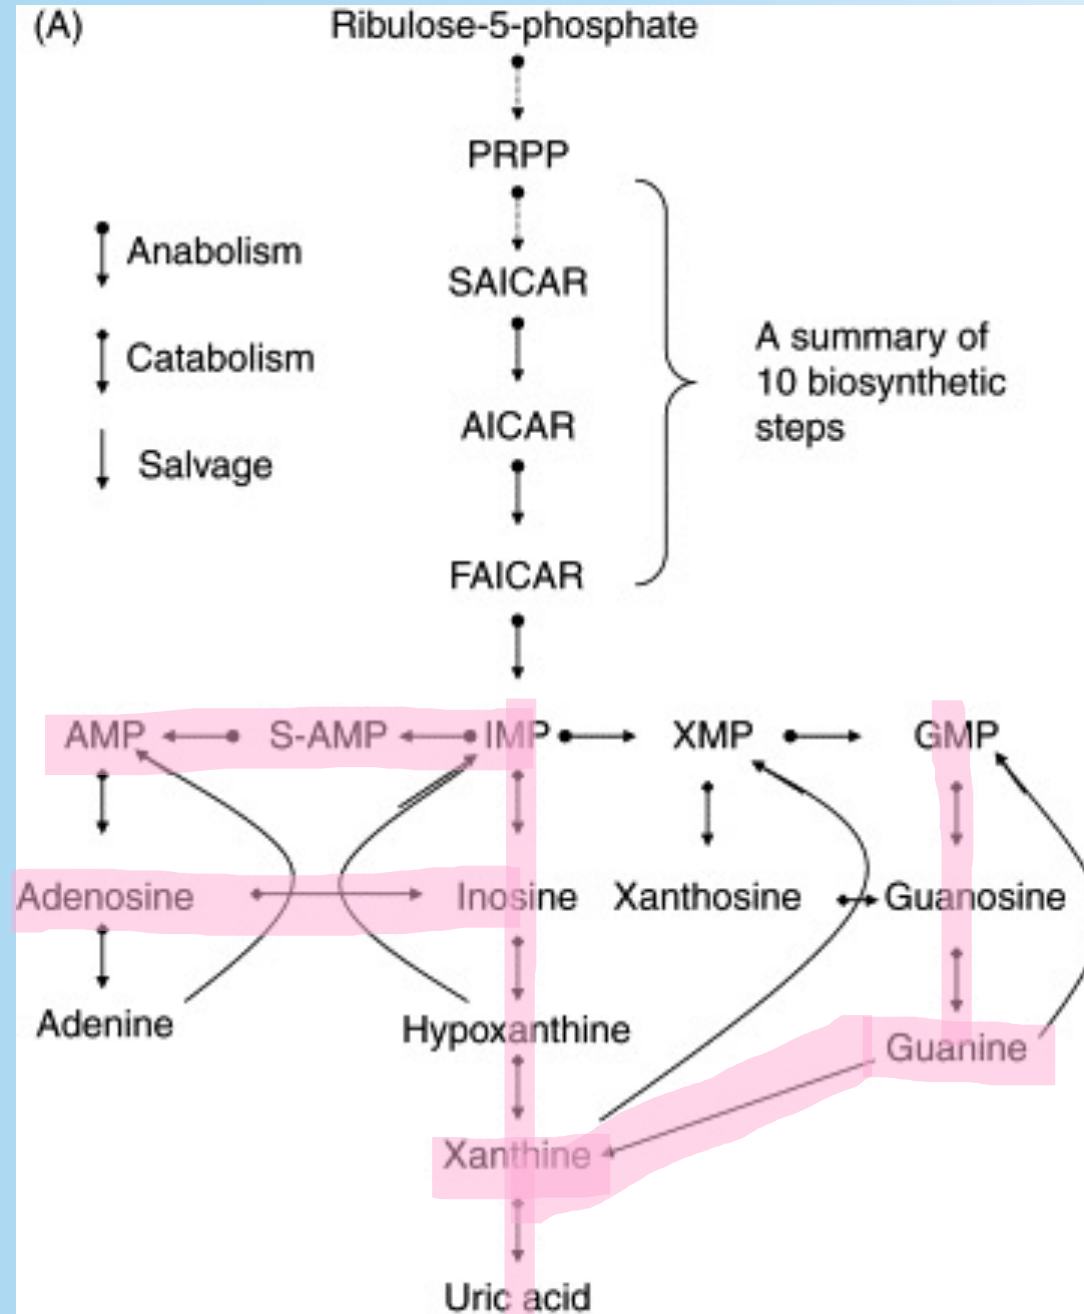 (A)
Ribulose-5-phosphate
PRPP
Anabolism
SAICAR
Catabolism
A summary of
10 biosynthetic
steps
AICAR
Salvage
FAICAR
AMP S-AMP IMP XMP GMP
Adenosine Inosine Xanthosine Guanosine
Adenine Hypoxanthine
Guanine
Xanthine
Uric acid